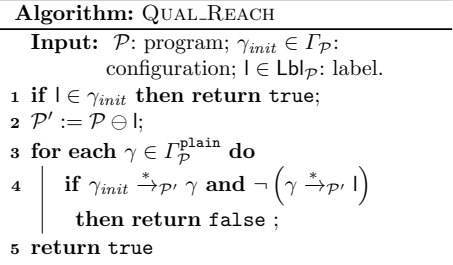 Algorithm: QUAL_REACH
Input: 𝒫: program; γ_init ∈ Γ_𝒫:
configuration; l ∈ Lbl_𝒫: label.
1 if l ∈ γ_init then return true;
2 𝒫′ := 𝒫 ⊖ l;
3 for each γ ∈ Γ_𝒫^plain do
4 if γ_init →^*_𝒫′ γ and ¬ (γ →^*_𝒫′ l)
then return false ;
5 return true